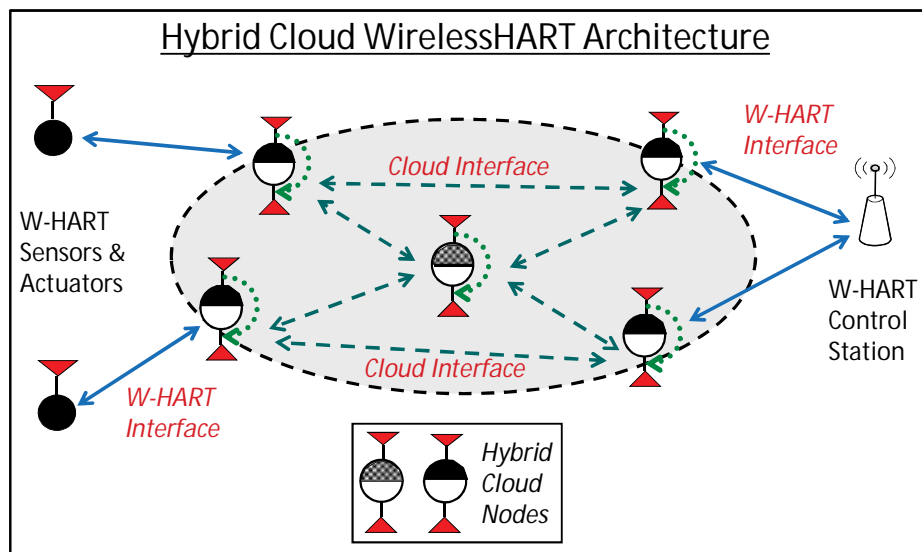 Hybrid Cloud WirelessHART Architecture
W-HART
Interface
Cloud Interface
W-HART
Sensors &
Actuators
W-HART
Control
Station
Cloud Interface
W-HART
Interface
Hybrid
Cloud
Nodes